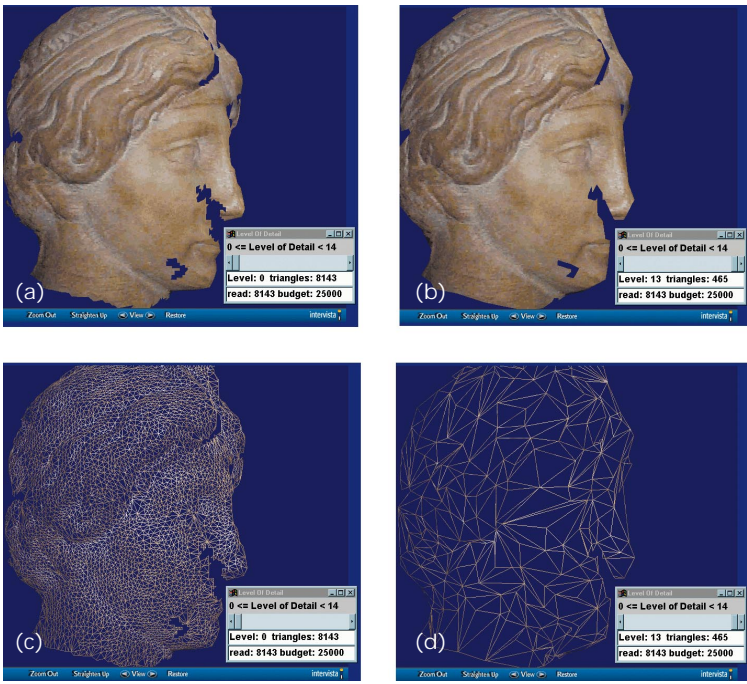 Level Of Detail
0 <= Level of Detail < 14
Level: 0 triangles: 8143
read: 8143 budget: 25000
(a)
Zoom Out Straighten Up View Restore intervista
Level Of Detail
0 <= Level of Detail < 14
Level: 13 triangles: 465
read: 8143 budget: 25000
(b)
Zoom Out Straighten Up View Restore intervista
Level Of Detail
0 <= Level of Detail < 14
Level: 0 triangles: 8143
read: 8143 budget: 25000
(c)
Zoom Out Straighten Up View Restore intervista
Level Of Detail
0 <= Level of Detail < 14
Level: 13 triangles: 465
read: 8143 budget: 25000
(d)
Zoom Out Straighten Up View Restore intervista